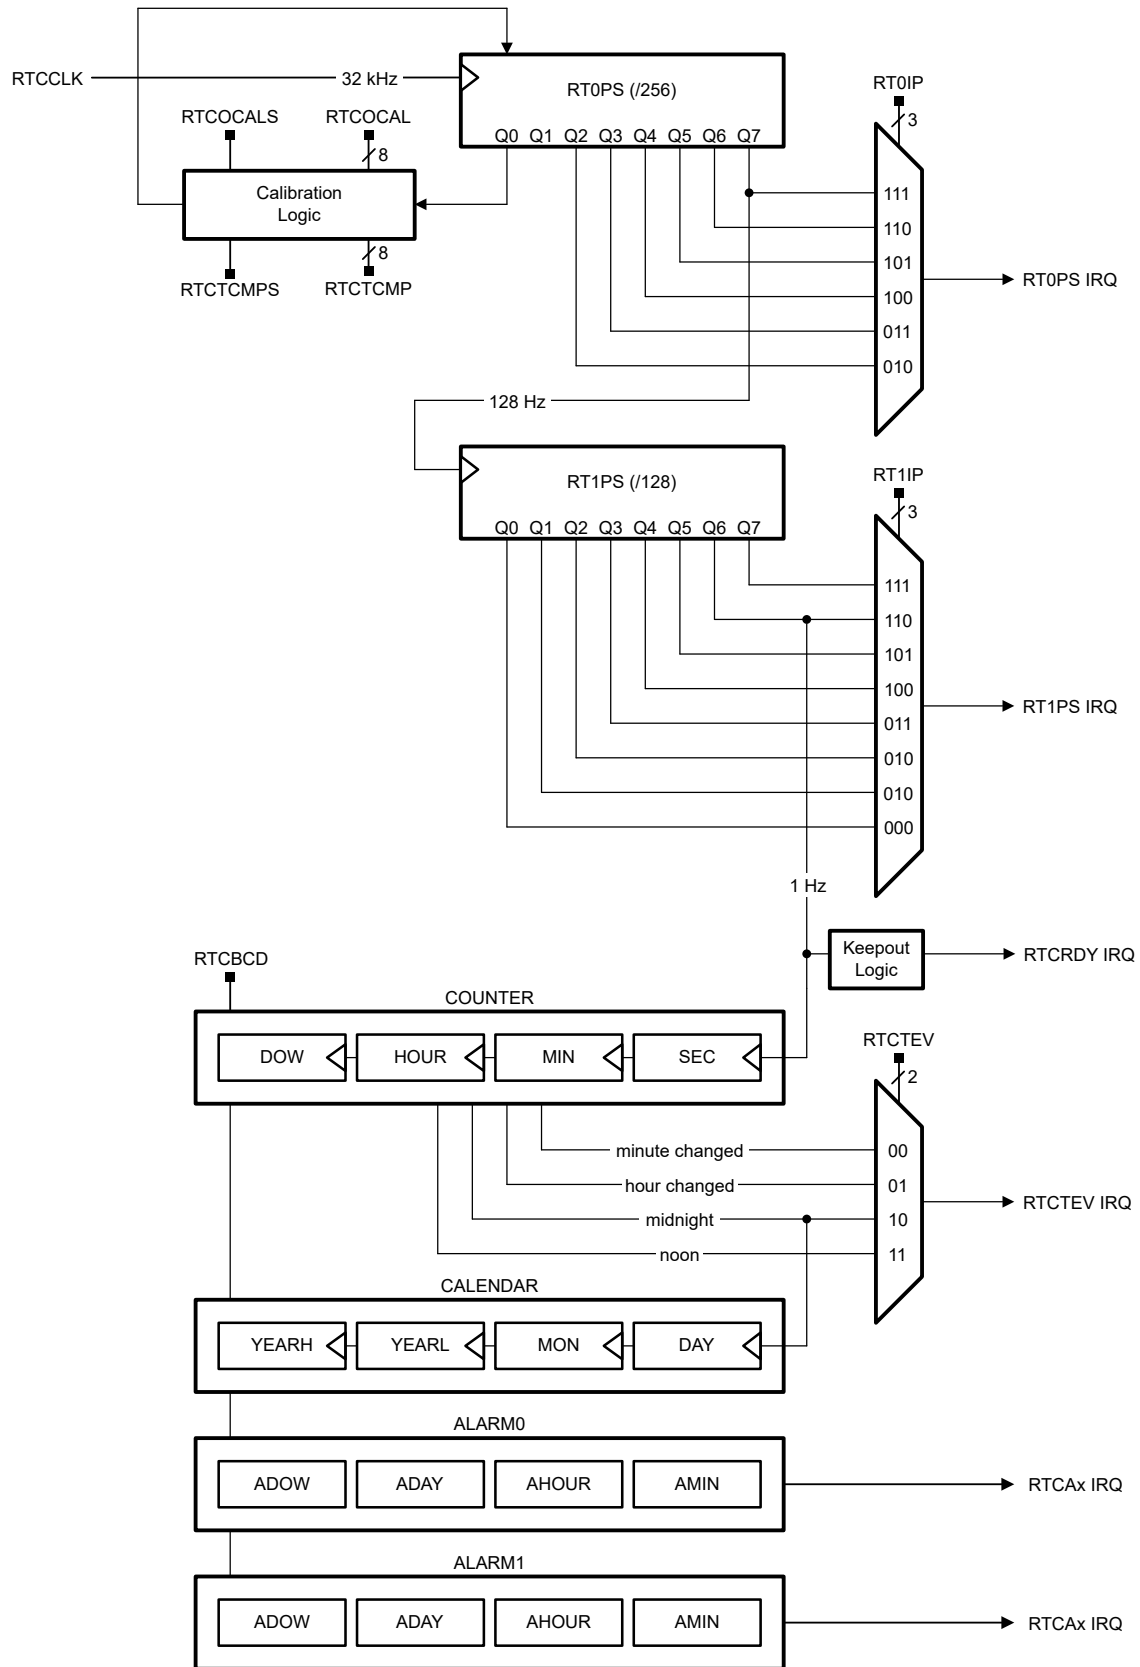 RTCCLK
32 kHz
RT0PS (/256)
Q0 Q1 Q2 Q3 Q4 Q5 Q6 Q7
RT0IP
3
RTCOCALS
RTCOCAL
8
Calibration
Logic
8
RTCTCMPS
RTCTCMP
111
110
101
100
011
010
RT0PS IRQ
128 Hz
RT1PS (/128)
Q0 Q1 Q2 Q3 Q4 Q5 Q6 Q7
RT1IP
3
111
110
101
100
011
010
010
000
RT1PS IRQ
1 Hz
Keepout
Logic
RTCRDY IRQ
RTCBCD
COUNTER
DOW HOUR MIN SEC
RTCTEV
2
minute changed
hour changed
midnight
noon
00
01
10
11
RTCTEV IRQ
CALENDAR
YEARH YEARL MON DAY
ALARM0
ADOW ADAY AHOUR AMIN
RTCAx IRQ
ALARM1
ADOW ADAY AHOUR AMIN
RTCAx IRQ